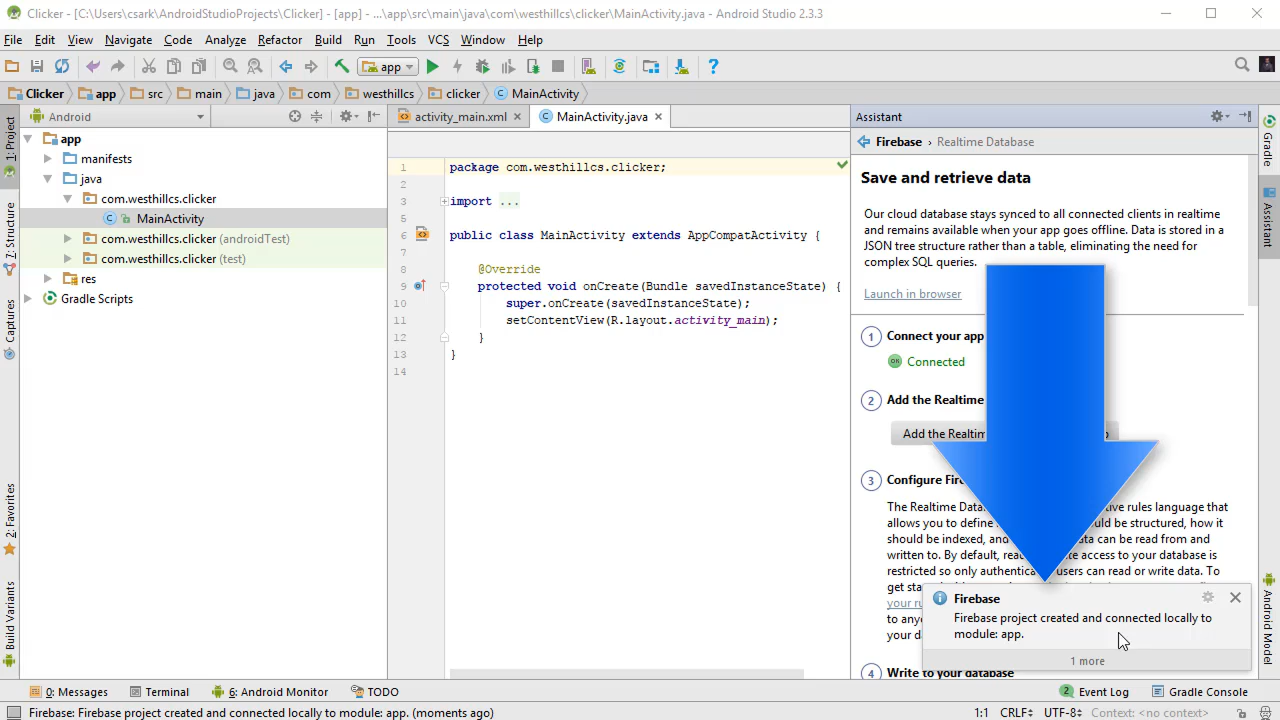 Clicker - [C:\Users\csark\AndroidStudioProjects\Clicker] - [app] - ...\app\src\main\java\com\westhillcs\clicker\MainActivity.java - Android Studio 2.3.3
File Edit View Navigate Code Analyze Refactor Build Run Tools VCS Window Help
app
Clicker app src main java com westhillcs clicker MainActivity
Android
activity_main.xml MainActivity.java
Assistant
1: Project
7: Structure
Captures
2: Favorites
Build Variants
app
manifests
java
com.westhillcs.clicker
MainActivity
com.westhillcs.clicker (androidTest)
com.westhillcs.clicker (test)
res
Gradle Scripts
1 package com.westhillcs.clicker;
2
3 import ...
5
6 public class MainActivity extends AppCompatActivity {
7
8 @Override
9 protected void onCreate(Bundle savedInstanceState) {
10 super.onCreate(savedInstanceState);
11 setContentView(R.layout.activity_main);
12 }
13 }
14
Firebase › Realtime Database
Save and retrieve data
Our cloud database stays synced to all connected clients in realtime
and remains available when your app goes offline. Data is stored in a
JSON tree structure rather than a table, eliminating the need for
complex SQL queries.
Launch in browser
1 Connect your app
Connected
2 Add the Realtime
Add the Realtim
3 Configure Fir
The Realtime Data ive rules language that
allows you to define ould be structured, how it
should be indexed, and ata can be read from and
written to. By default, rea e access to your database is
restricted so only authentica users can read or write data. To
get sta
your ru
to any
your d
4 Write to your database
Firebase
Firebase project created and connected locally to
module: app.
1 more
Gradle
Assistant
Android Model
0: Messages Terminal 6: Android Monitor TODO 2 Event Log Gradle Console
Firebase: Firebase project created and connected locally to module: app. (moments ago) 1:1 CRLF UTF-8 Context: <no context>